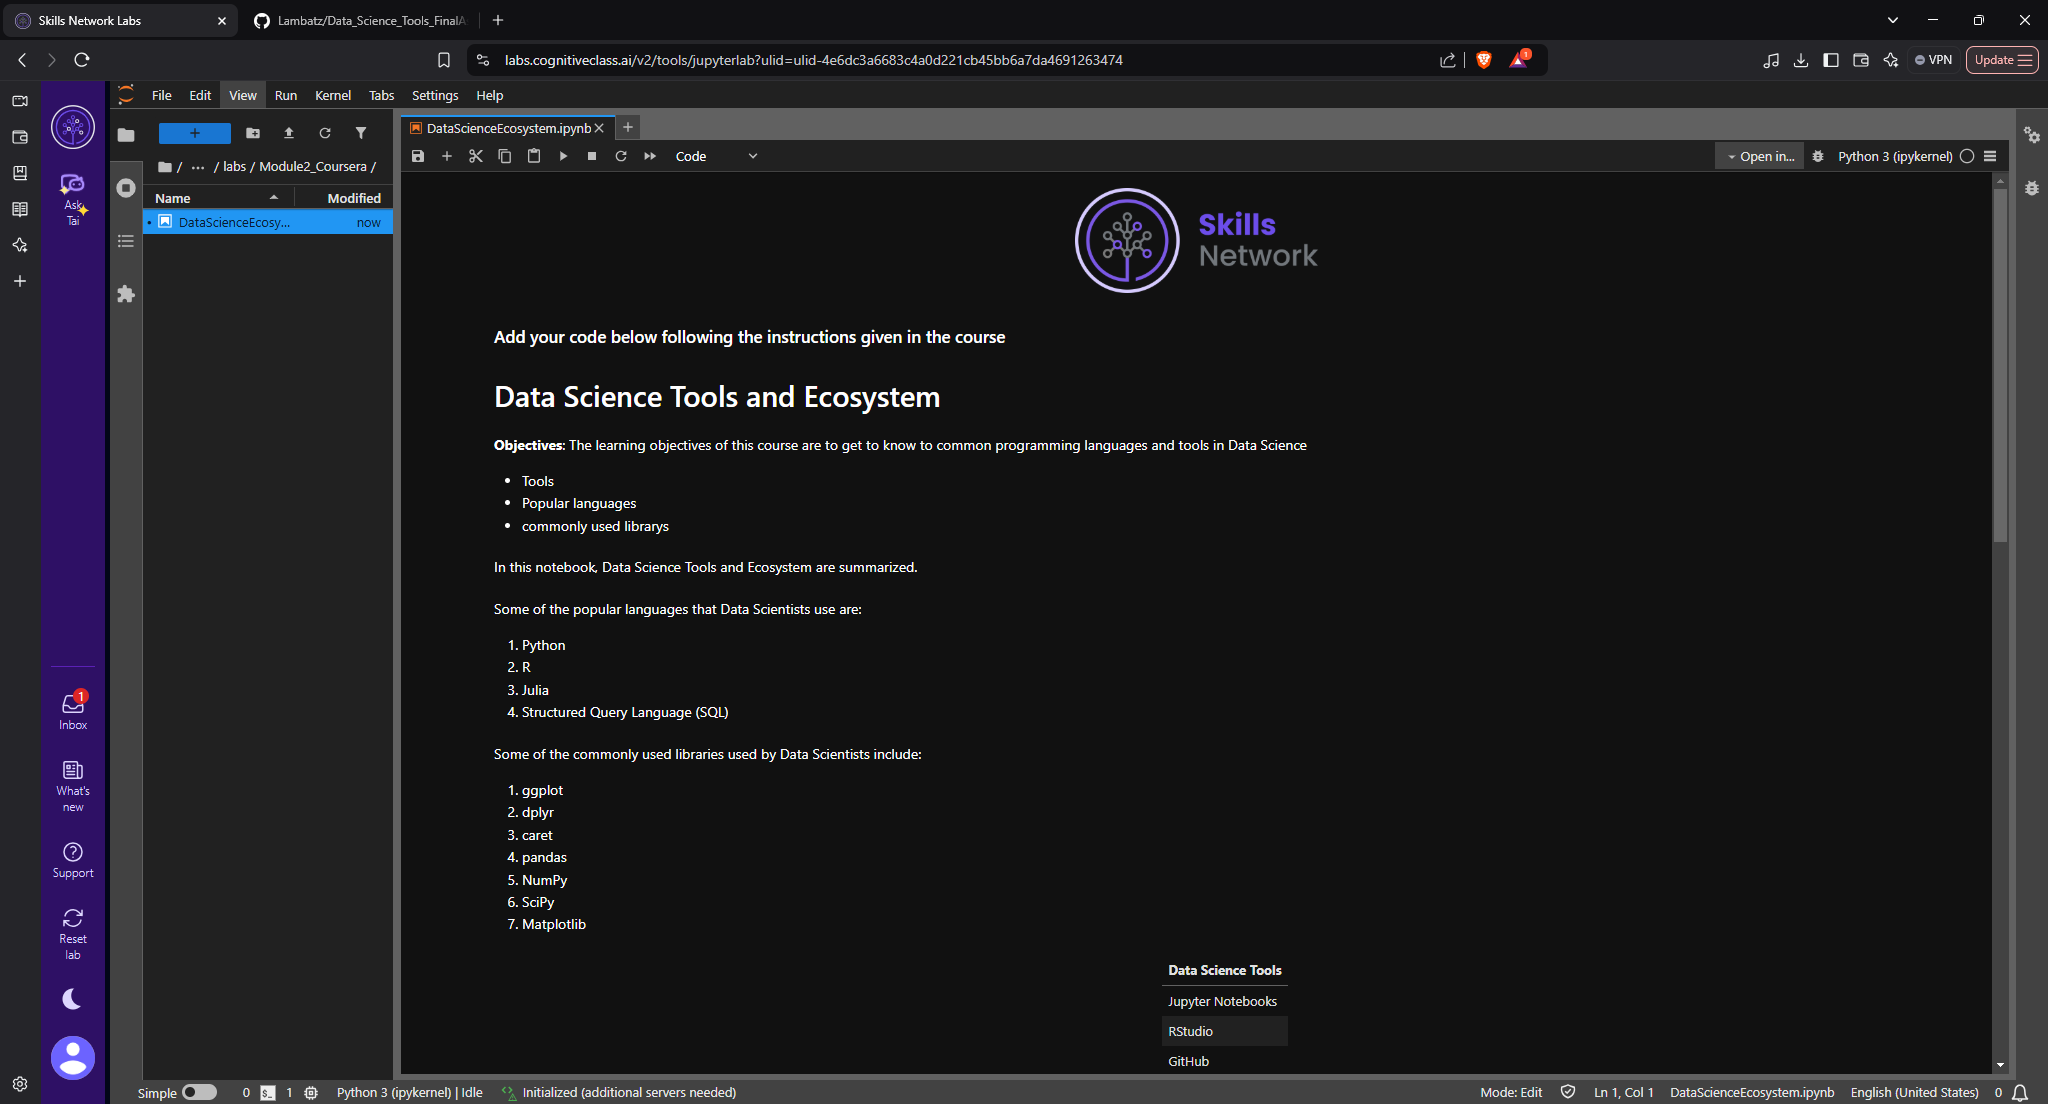 Skills Network Labs
Lambatz/Data_Science_Tools_FinalA
labs.cognitiveclass.ai/v2/tools/jupyterlab?ulid=ulid-4e6dc3a6683c4a0d221cb45bb6a7da4691263474
1
VPN
Update
File Edit View Run Kernel Tabs Settings Help
DataScienceEcosystem.ipynb
Code
Open in...
Python 3 (ipykernel)
/ ··· / labs / Module2_Coursera /
Name Modified
DataScienceEcosy... now
Ask
Tai
Skills
Network
Add your code below following the instructions given in the course
Data Science Tools and Ecosystem
Objectives: The learning objectives of this course are to get to know to common programming languages and tools in Data Science
• Tools
• Popular languages
• commonly used librarys
In this notebook, Data Science Tools and Ecosystem are summarized.
Some of the popular languages that Data Scientists use are:
1. Python
2. R
3. Julia
4. Structured Query Language (SQL)
Some of the commonly used libraries used by Data Scientists include:
1. ggplot
2. dplyr
3. caret
4. pandas
5. NumPy
6. SciPy
7. Matplotlib
Data Science Tools
Jupyter Notebooks
RStudio
GitHub
1
Inbox
What's
new
Support
Reset
lab
Simple 0 1 Python 3 (ipykernel) | Idle Initialized (additional servers needed) Mode: Edit Ln 1, Col 1 DataScienceEcosystem.ipynb English (United States) 0